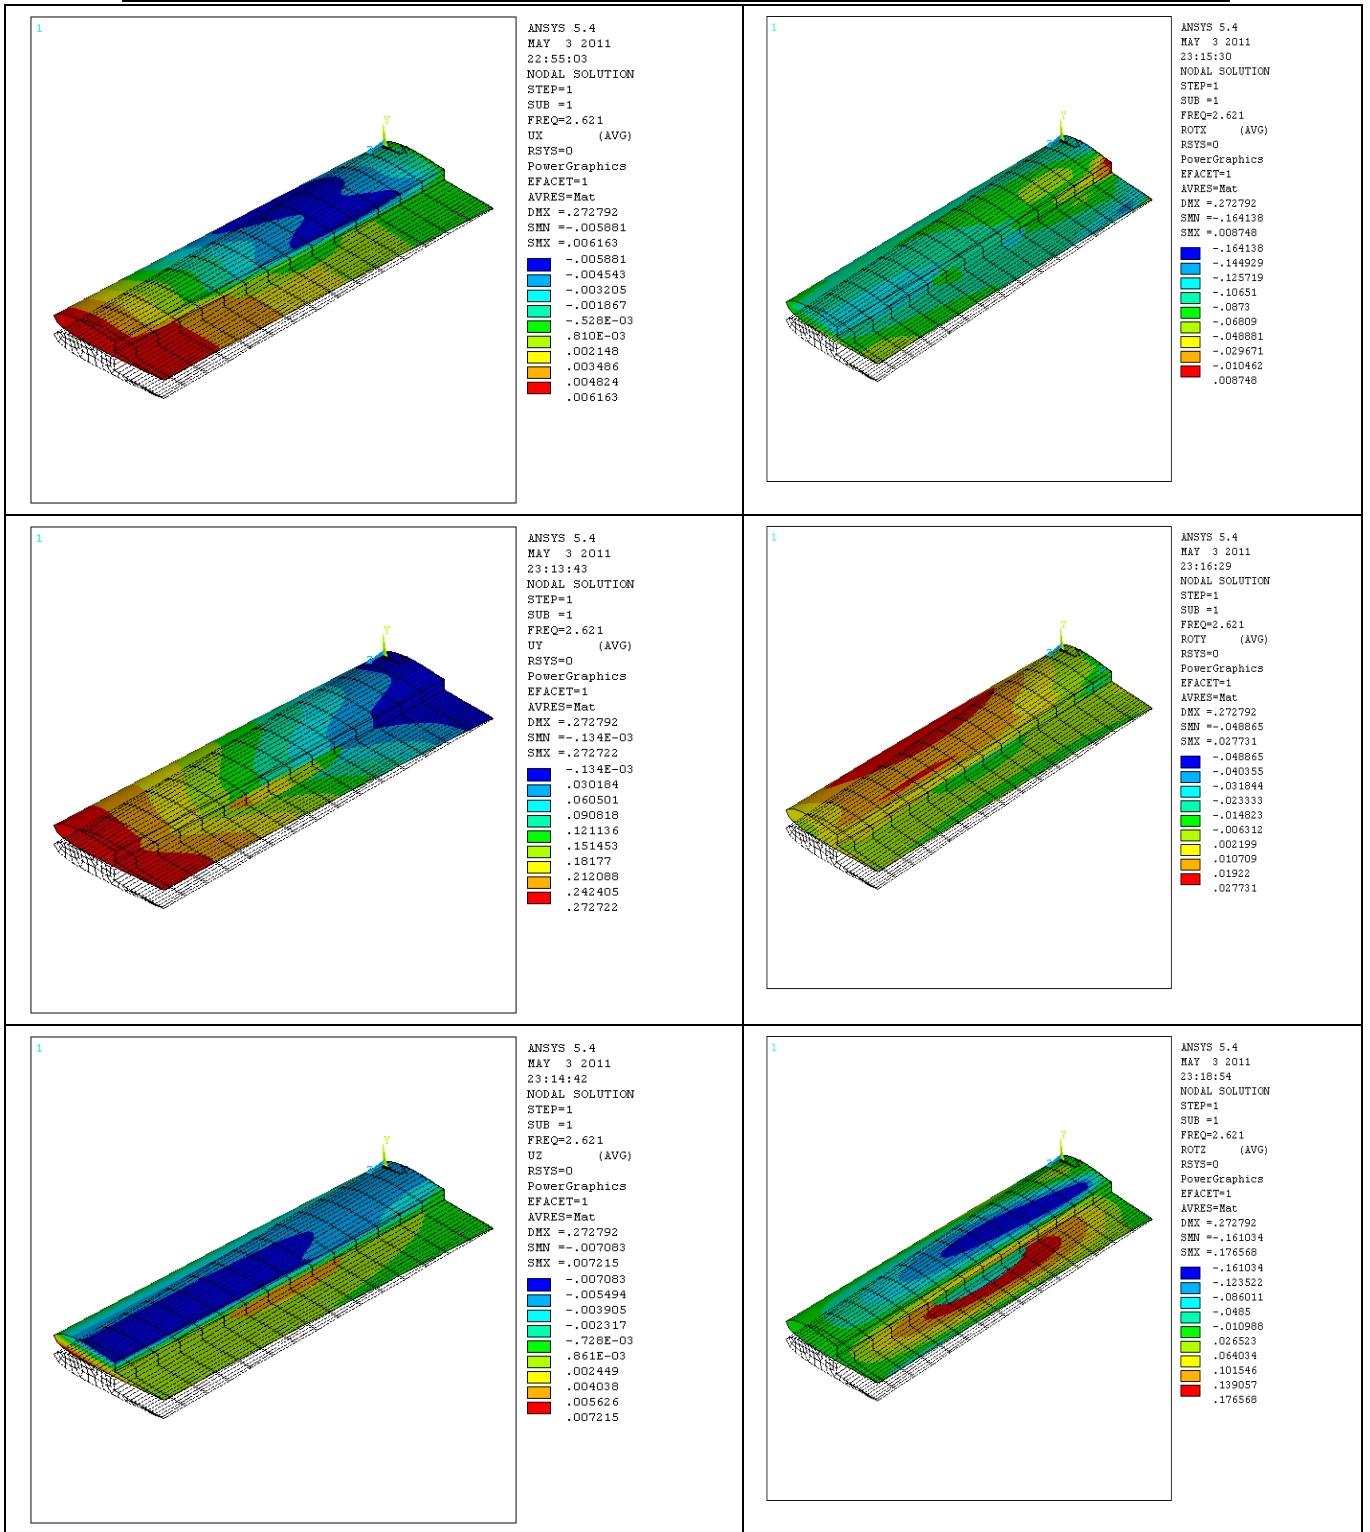 1
ANSYS 5.4
MAY 3 2011
22:55:03
NODAL SOLUTION
STEP=1
SUB =1
FREQ=2.621
UX (AVG)
RSYS=0
PowerGraphics
EFACET=1
AVRES=Mat
DMX =.272792
SMN =-.005881
SMX =.006163
-.005881
-.004543
-.003205
-.001867
-.528E-03
.810E-03
.002148
.003486
.004824
.006163
Y
1
ANSYS 5.4
MAY 3 2011
23:15:30
NODAL SOLUTION
STEP=1
SUB =1
FREQ=2.621
ROTX (AVG)
RSYS=0
PowerGraphics
EFACET=1
AVRES=Mat
DMX =.272792
SMN =-.164138
SMX =.008748
-.164138
-.144929
-.125719
-.10651
-.0873
-.06809
-.048881
-.029671
-.010462
.008748
Y
1
ANSYS 5.4
MAY 3 2011
23:13:43
NODAL SOLUTION
STEP=1
SUB =1
FREQ=2.621
UY (AVG)
RSYS=0
PowerGraphics
EFACET=1
AVRES=Mat
DMX =.272792
SMN =-.134E-03
SMX =.272722
-.134E-03
.030184
.060501
.090818
.121136
.151453
.18177
.212088
.242405
.272722
Y
1
ANSYS 5.4
MAY 3 2011
23:16:29
NODAL SOLUTION
STEP=1
SUB =1
FREQ=2.621
ROTY (AVG)
RSYS=0
PowerGraphics
EFACET=1
AVRES=Mat
DMX =.272792
SMN =-.048865
SMX =.027731
-.048865
-.040355
-.031844
-.023333
-.014823
-.006312
.002199
.010709
.01922
.027731
Y
1
ANSYS 5.4
MAY 3 2011
23:14:42
NODAL SOLUTION
STEP=1
SUB =1
FREQ=2.621
UZ (AVG)
RSYS=0
PowerGraphics
EFACET=1
AVRES=Mat
DMX =.272792
SMN =-.007083
SMX =.007215
-.007083
-.005494
-.003905
-.002317
-.728E-03
.861E-03
.002449
.004038
.005626
.007215
Y
1
ANSYS 5.4
MAY 3 2011
23:18:54
NODAL SOLUTION
STEP=1
SUB =1
FREQ=2.621
ROTZ (AVG)
RSYS=0
PowerGraphics
EFACET=1
AVRES=Mat
DMX =.272792
SMN =-.161034
SMX =.176568
-.161034
-.123522
-.086011
-.0485
-.010988
.026523
.064034
.101546
.139057
.176568
Y